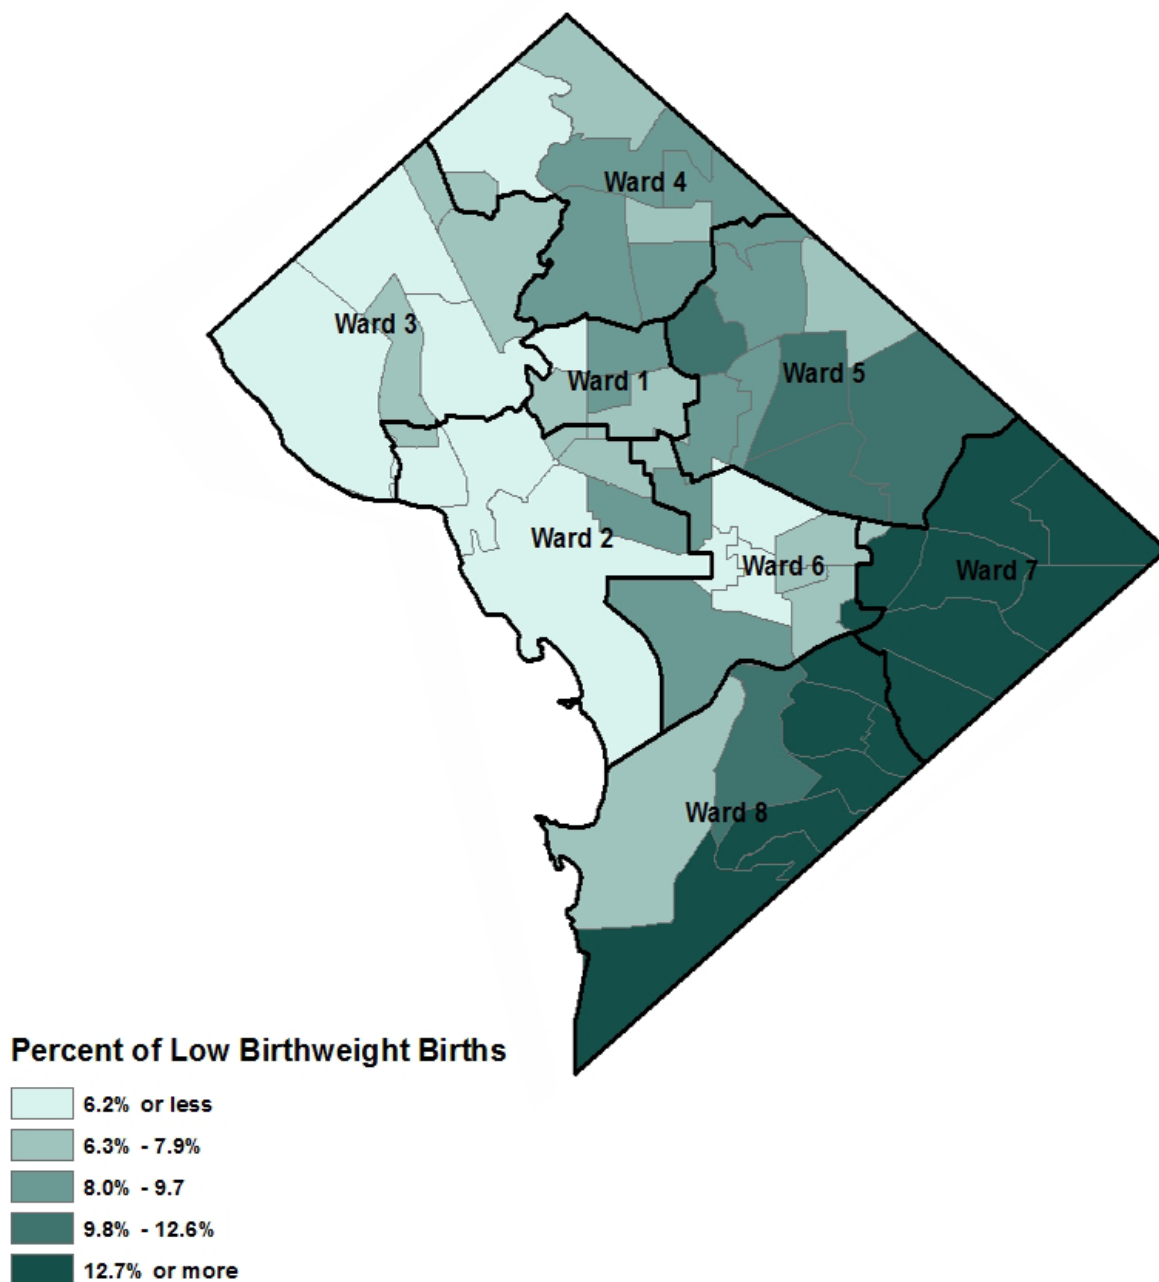 Ward 4
Ward 3
Ward 1
Ward 5
Ward 2
Ward 6
Ward 7
Ward 8
Percent of Low Birthweight Births
6.2% or less
6.3% - 7.9%
8.0% - 9.7
9.8% - 12.6%
12.7% or more